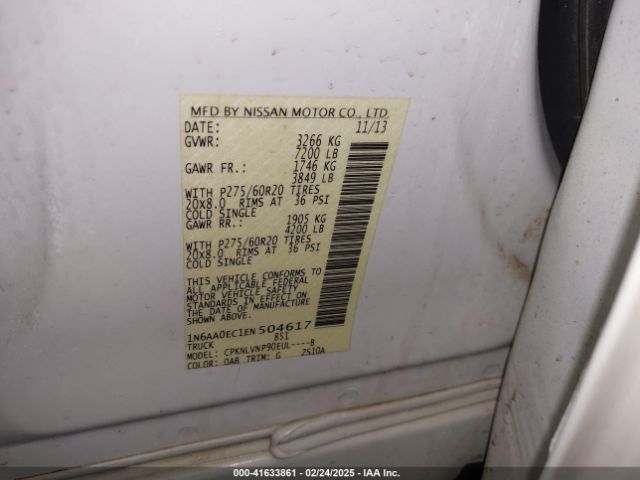 MFD BY NISSAN MOTOR CO., LTD.
DATE: 11/13
GVWR: 3266 KG
7200 LB
GAWR FR.: 1746 KG
3849 LB
WITH P275/60R20 TIRES
20x8.0 RIMS AT 36 PSI
COLD SINGLE
GAWR RR.: 1905 KG
4200 LB
WITH P275/60R20 TIRES
20x8.0 RIMS AT 36 PSI
COLD SINGLE
THIS VEHICLE CONFORMS TO
ALL APPLICABLE FEDERAL
MOTOR VEHICLE SAFETY
STANDARDS IN EFFECT ON
THE DATE OF MANUFACTURE
SHOWN ABOVE.
1N6AA0EC1EN504617
TRUCK 8S1
MODEL: CPKNLVNP90EUL----B
COLOR: QAB TRIM: G 2S10A
00 - 41633861 - 02/24/2025 - IAA Inc.